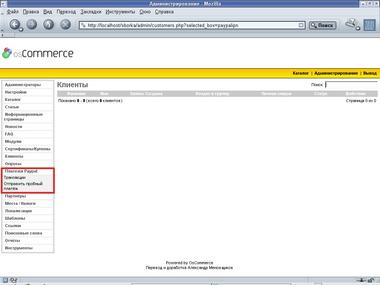 Администрирование - Mozilla
Файл Правка Вид Переход Закладки Инструменты Окно Справка
http://localhost/sborka/admin/customers.php?selected_box=paypalipn
osCommerce
Каталог | Администрирование | Выход
Клиенты
Поиск:
Администраторы
Настройки
Каталог
Статьи
Информационные
страницы
Новости
FAQ
Модули
Сертификаты/Купоны
Клиенты
Опросы
Платежи Paypal
Транзакции
Отправить пробный
платёж
Партнеры
Места / Налоги
Локализация
Шаблоны
Ссылки
Поисковые слова
Отчеты
Инструменты
Фамилия Имя Запись Создана Входит в группу Личная скидка Статус Действие
Показано 0 - 0 (всего 0 клиентов)
Страница 0 из 0
Powered by OsCommerce
Перевод и доработка Александр Меновщиков